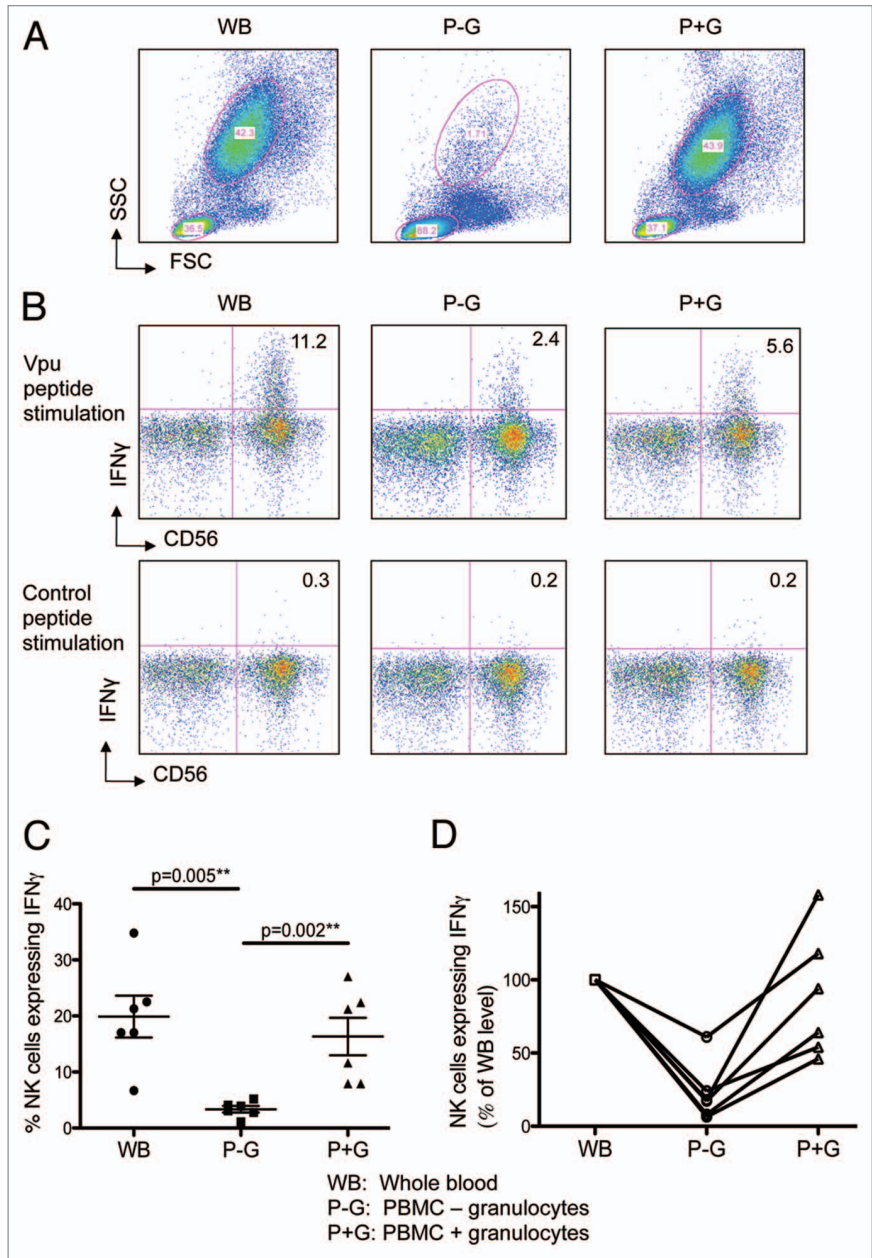 A
WB
P-G
P+G
42.3
1.71
43.9
36.5
88.2
37.1
SSC
FSC
B
WB
P-G
P+G
Vpu
peptide
stimulation
11.2
2.4
5.6
IFNγ
CD56
Control
peptide
stimulation
0.3
0.2
0.2
IFNγ
CD56
C
% NK cells expressing IFNγ
p=0.005**
p=0.002**
40
30
20
10
0
WB
P-G
P+G
D
NK cells expressing IFNγ
(% of WB level)
150
100
50
0
WB
P-G
P+G
WB: Whole blood
P-G: PBMC – granulocytes
P+G: PBMC + granulocytes